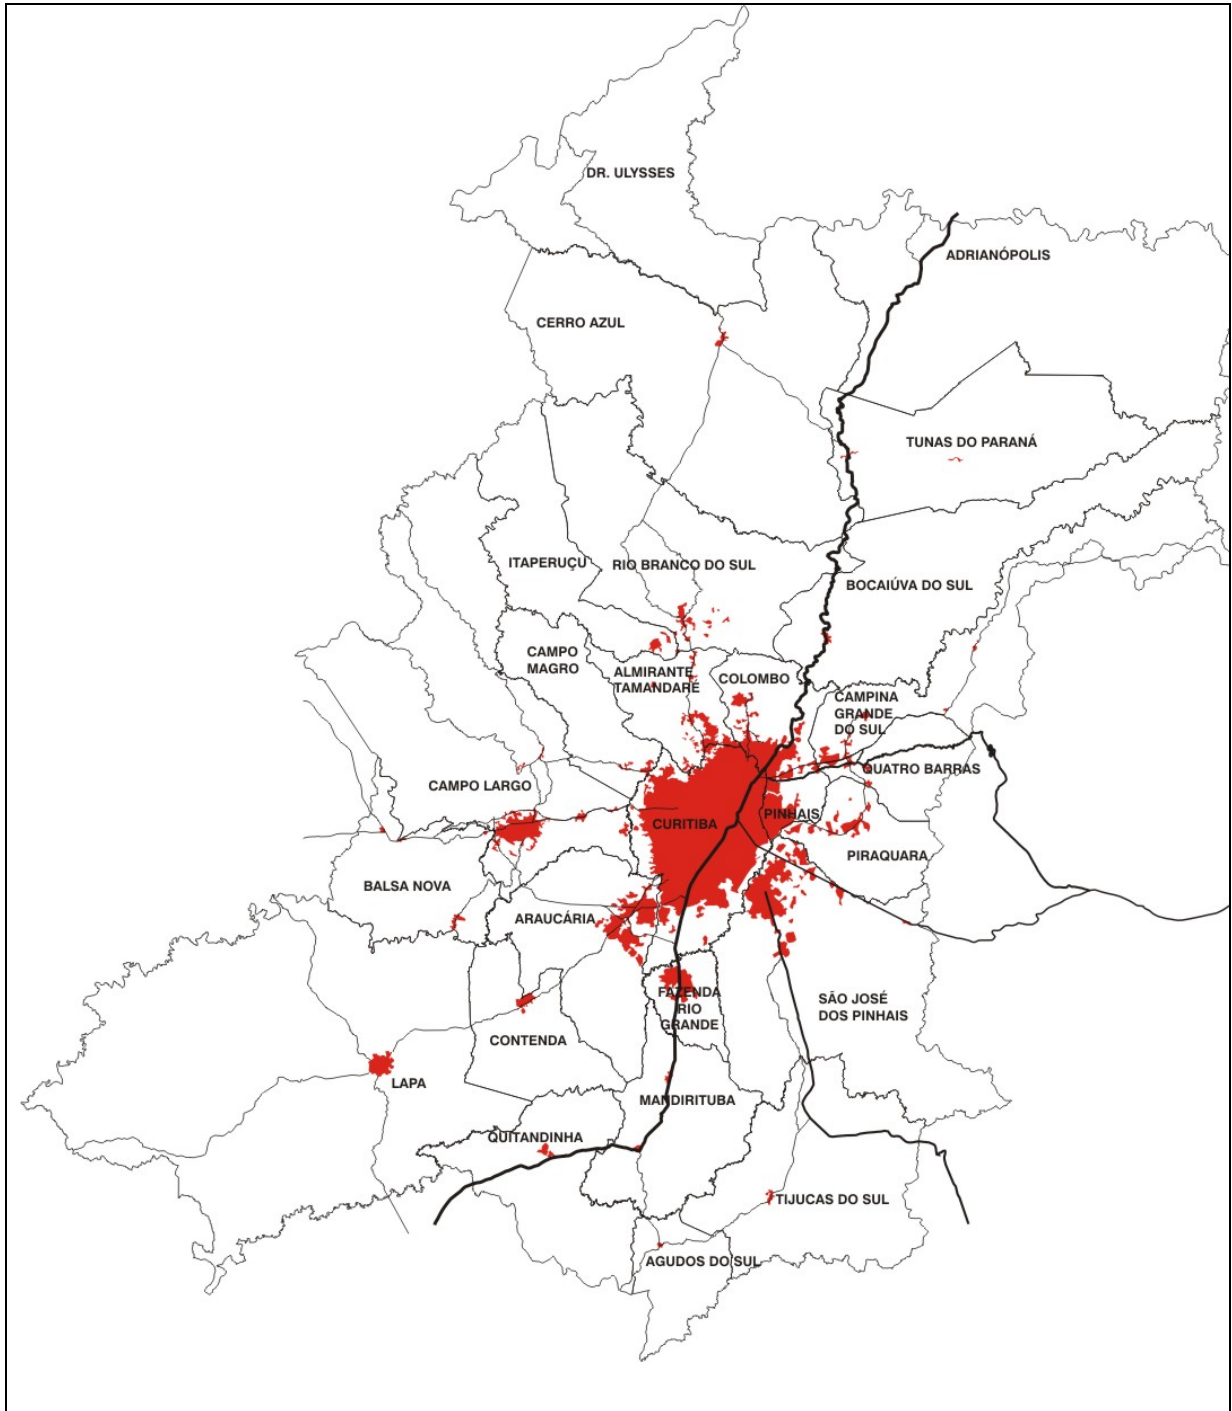 DR. ULYSSES
ADRIANÓPOLIS
CERRO AZUL
TUNAS DO PARANÁ
ITAPERUÇU
RIO BRANCO DO SUL
BOCAIÚVA DO SUL
CAMPO
MAGRO
ALMIRANTE
TAMANDARÉ
COLOMBO
CAMPINA
GRANDE
DO SUL
QUATRO BARRAS
CAMPO LARGO
CURITIBA
PINHAIS
PIRAQUARA
BALSA NOVA
ARAUCÁRIA
SÃO JOSÉ
DOS PINHAIS
FAZENDA
RIO
GRANDE
CONTENDA
LAPA
MANDIRITUBA
QUITANDINHA
TIJUCAS DO SUL
AGUDOS DO SUL